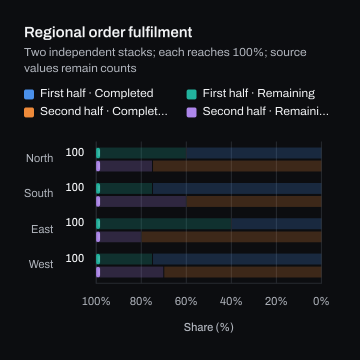 Regional order fulfilment
Two independent stacks; each reaches 100%; source
values remain counts
First half · Completed
First half · Remaining
Second half · Complet...
Second half · Remaini...
North 100
South 100
East 100
West 100
100% 80% 60% 40% 20% 0%
Share (%)